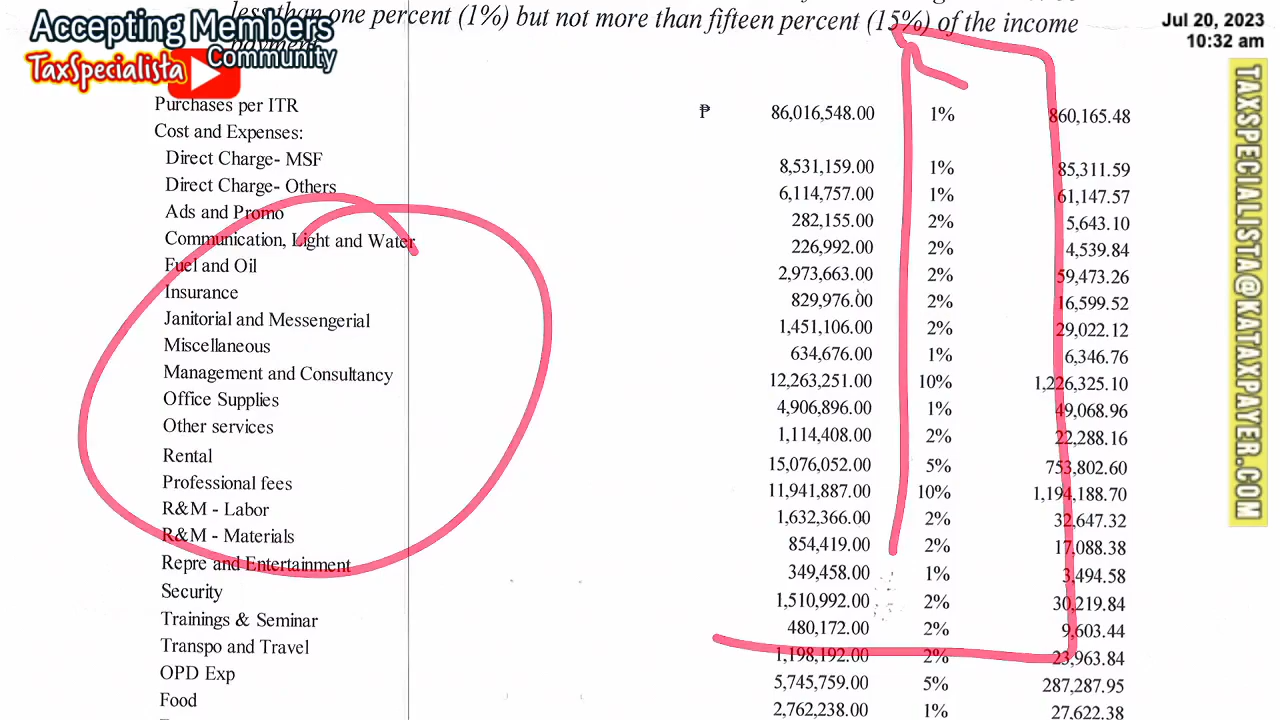 less than one percent (1%) but not more than fifteen percent (15%) of the income
payment.
Accepting Members
Community
TaxSpecialista
Jul 20, 2023
10:32 am
TAXSPECIALISTA@KATAXPAYER.COM
Purchases per ITR ₱ 86,016,548.00 1% 860,165.48
Cost and Expenses:
Direct Charge- MSF 8,531,159.00 1% 85,311.59
Direct Charge- Others 6,114,757.00 1% 61,147.57
Ads and Promo 282,155.00 2% 5,643.10
Communication, Light and Water 226,992.00 2% 4,539.84
Fuel and Oil 2,973,663.00 2% 59,473.26
Insurance 829,976.00 2% 16,599.52
Janitorial and Messengerial 1,451,106.00 2% 29,022.12
Miscellaneous 634,676.00 1% 6,346.76
Management and Consultancy 12,263,251.00 10% 1,226,325.10
Office Supplies 4,906,896.00 1% 49,068.96
Other services 1,114,408.00 2% 22,288.16
Rental 15,076,052.00 5% 753,802.60
Professional fees 11,941,887.00 10% 1,194,188.70
R&M - Labor 1,632,366.00 2% 32,647.32
R&M - Materials 854,419.00 2% 17,088.38
Repre and Entertainment 349,458.00 1% 3,494.58
Security 1,510,992.00 2% 30,219.84
Trainings & Seminar 480,172.00 2% 9,603.44
Transpo and Travel 1,198,192.00 2% 23,963.84
OPD Exp 5,745,759.00 5% 287,287.95
Food 2,762,238.00 1% 27,622.38